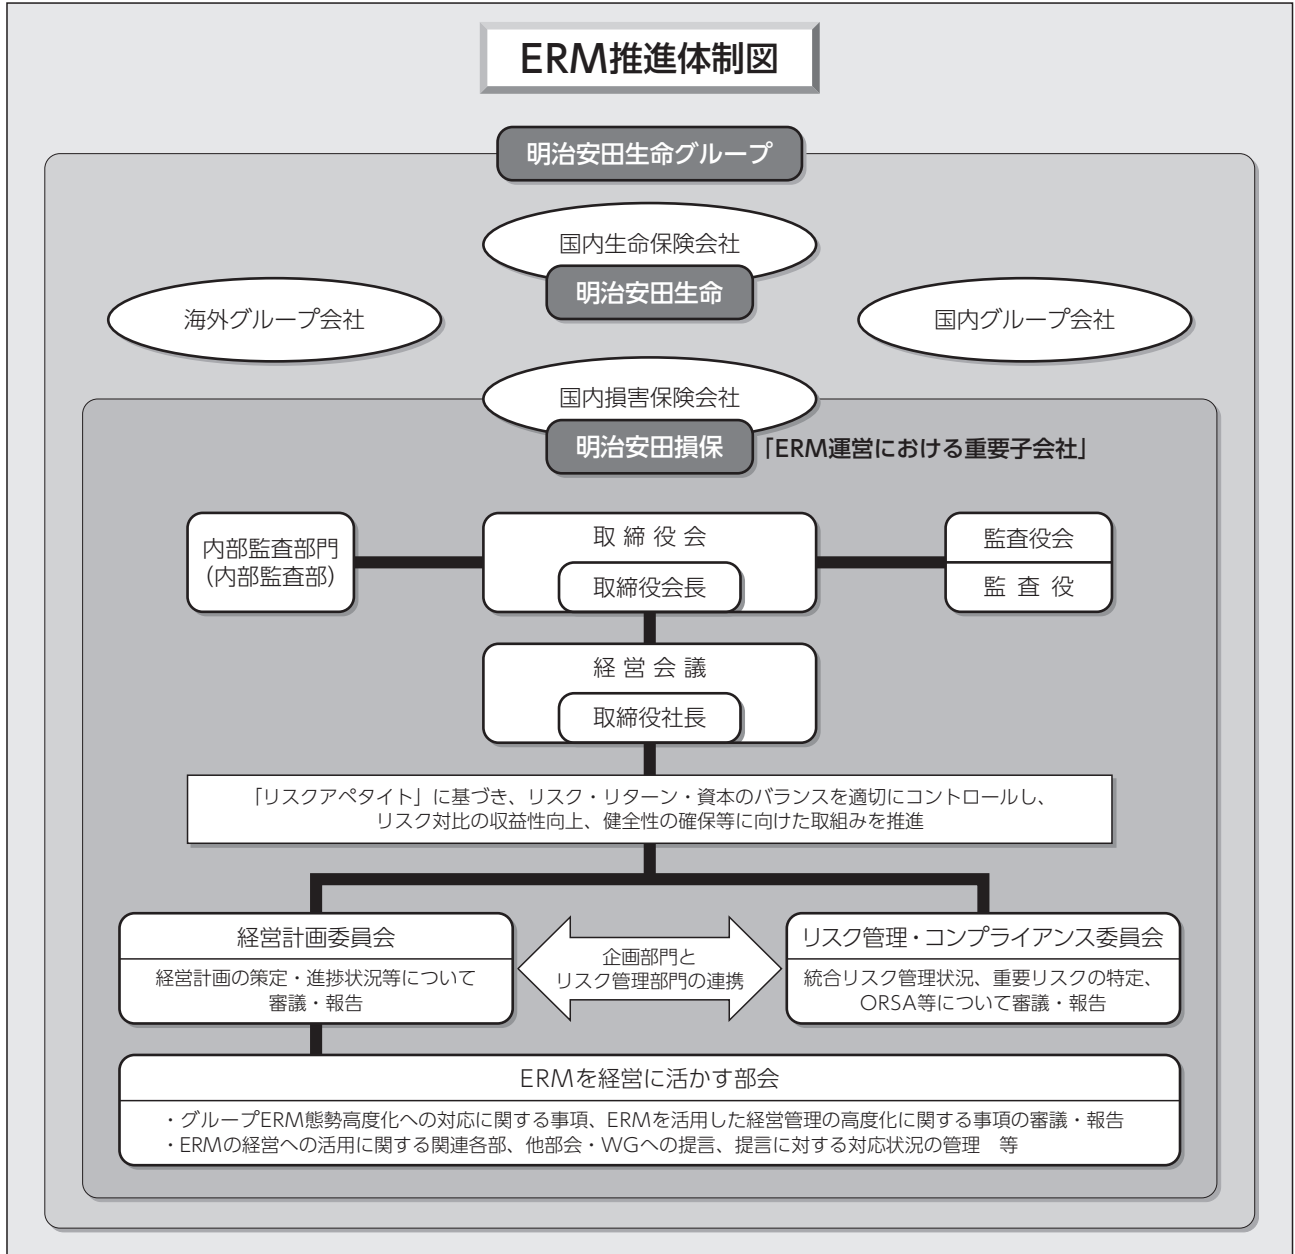 ERM推進体制図
明治安田生命グループ
国内生命保険会社
明治安田生命
海外グループ会社
国内グループ会社
国内損害保険会社
明治安田損保
「ERM運営における重要子会社」
内部監査部門
(内部監査部)
取締役会
取締役会長
監査役会
監査役
経営会議
取締役社長
「リスクアペタイト」に基づき、リスク・リターン・資本のバランスを適切にコントロールし、
リスク対比の収益性向上、健全性の確保等に向けた取組みを推進
経営計画委員会
経営計画の策定・進捗状況等について
審議・報告
企画部門と
リスク管理部門の連携
リスク管理・コンプライアンス委員会
統合リスク管理状況、重要リスクの特定、
ORSA等について審議・報告
ERMを経営に活かす部会
・グループERM態勢高度化への対応に関する事項、ERMを活用した経営管理の高度化に関する事項の審議・報告
・ERMの経営への活用に関する関連各部、他部会・WGへの提言、提言に対する対応状況の管理　等